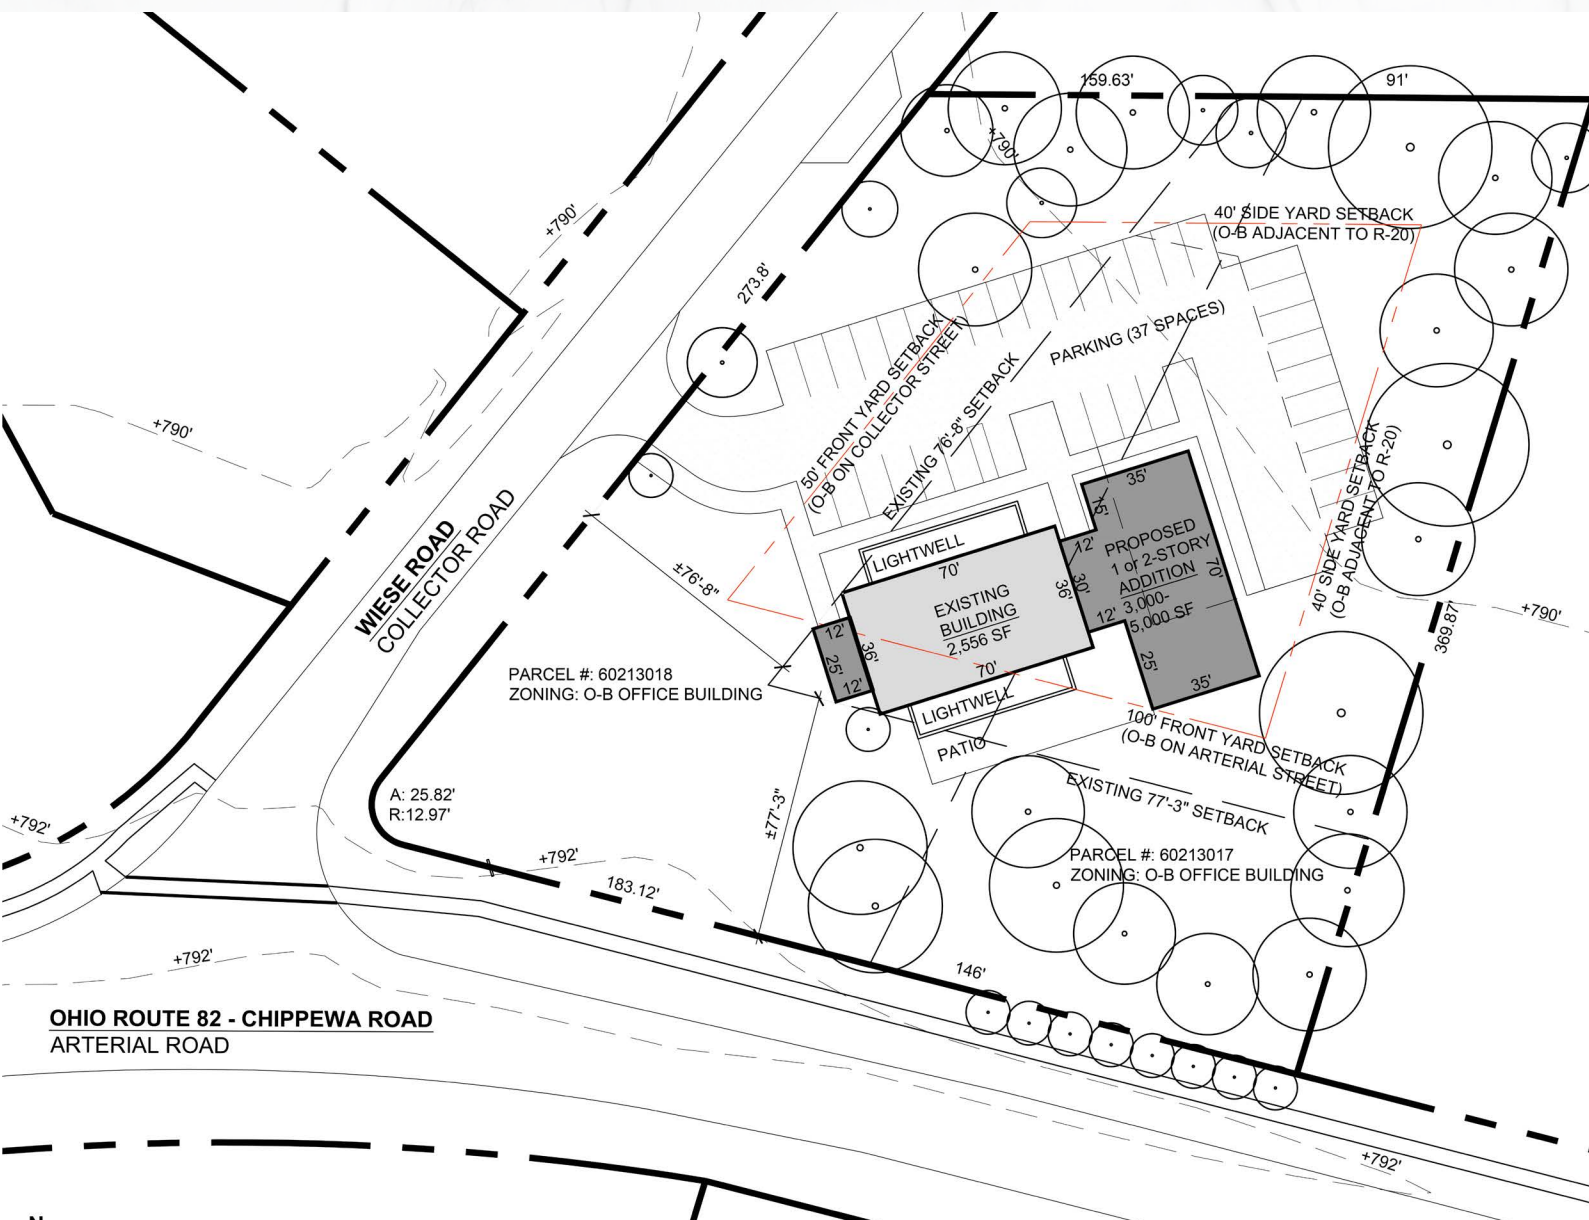 159.63'
91'
+790'
40' SIDE YARD SETBACK
(O-B ADJACENT TO R-20)
+790'
273.8'
PARKING (37 SPACES)
50' FRONT YARD SETBACK
(O-B ON COLLECTOR STREET)
EXISTING 76'-8" SETBACK
+790'
40' SIDE YARD SETBACK
(O-B ADJACENT TO R-20)
WIESE ROAD
COLLECTOR ROAD
35'
15'
PROPOSED
1 or 2-STORY
ADDITION
3,000-
5,000 SF
12'
30'
12'
70'
25'
35'
LIGHTWELL
70'
36'
EXISTING
BUILDING
2,556 SF
36'
70'
LIGHTWELL
12'
25'
12'
±76'-8"
+790'
369.87'
PARCEL #: 60213018
ZONING: O-B OFFICE BUILDING
PATIO
100' FRONT YARD SETBACK
(O-B ON ARTERIAL STREET)
EXISTING 77'-3" SETBACK
±77'-3"
A: 25.82'
R:12.97'
+792'
+792'
183.12'
PARCEL #: 60213017
ZONING: O-B OFFICE BUILDING
+792'
146'
OHIO ROUTE 82 - CHIPPEWA ROAD
ARTERIAL ROAD
+792'
N